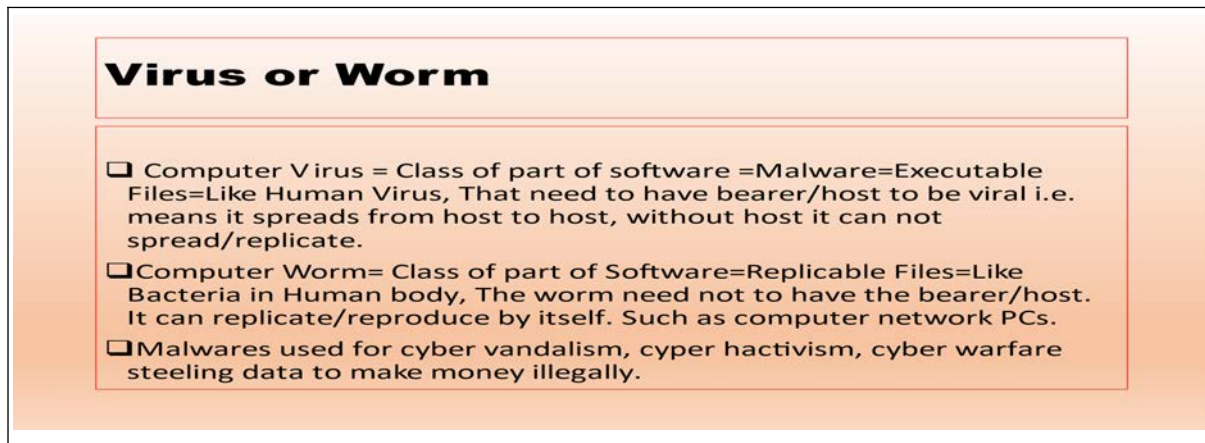 Virus or Worm
❑ Computer Virus = Class of part of software =Malware=Executable
Files=Like Human Virus, That need to have bearer/host to be viral i.e.
means it spreads from host to host, without host it can not
spread/replicate.
❑Computer Worm= Class of part of Software=Replicable Files=Like
Bacteria in Human body, The worm need not to have the bearer/host.
It can replicate/reproduce by itself. Such as computer network PCs.
❑Malwares used for cyber vandalism, cyper hactivism, cyber warfare
steeling data to make money illegally.